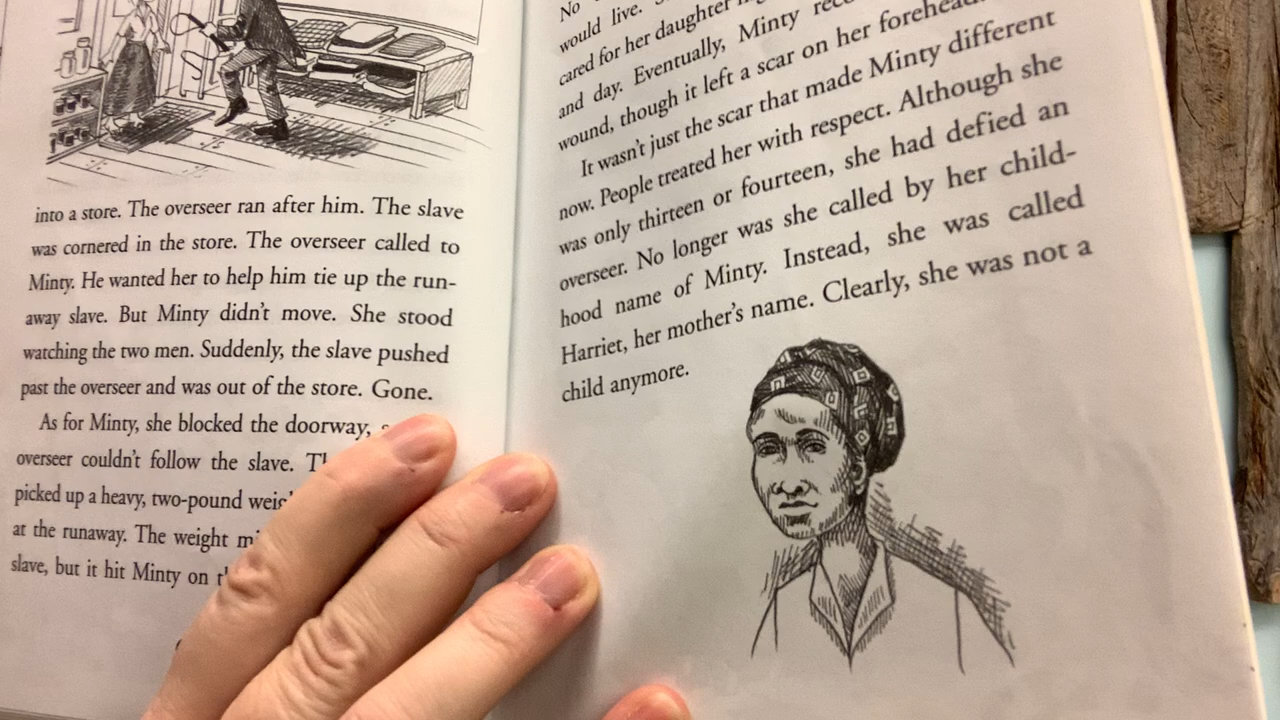 into a store. The overseer ran after him. The slave
was cornered in the store. The overseer called to
Minty. He wanted her to help him tie up the run-
away slave. But Minty didn't move. She stood
watching the two men. Suddenly, the slave pushed
past the overseer and was out of the store. Gone.
As for Minty, she blocked the doorway,
overseer couldn't follow the slave.
picked up a heavy, two-pound
at the runaway. The weight
slave, but it hit Minty on
No
would live.
cared for her daughter
and day. Eventually, Minty
wound, though it left a scar on her forehead.
It wasn't just the scar that made Minty different
now. People treated her with respect. Although she
was only thirteen or fourteen, she had defied an
overseer. No longer was she called by her child-
hood name of Minty. Instead, she was called
Harriet, her mother's name. Clearly, she was not a
child anymore.